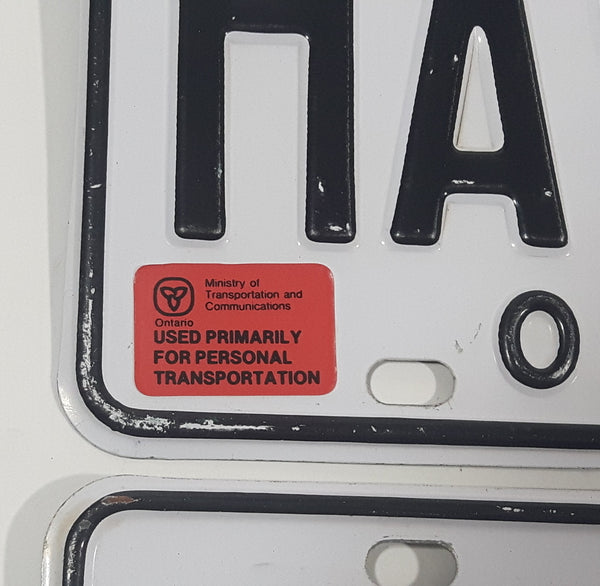 HA
Ministry of
Transportation and
Communications
Ontario
USED PRIMARILY
FOR PERSONAL
TRANSPORTATION
O